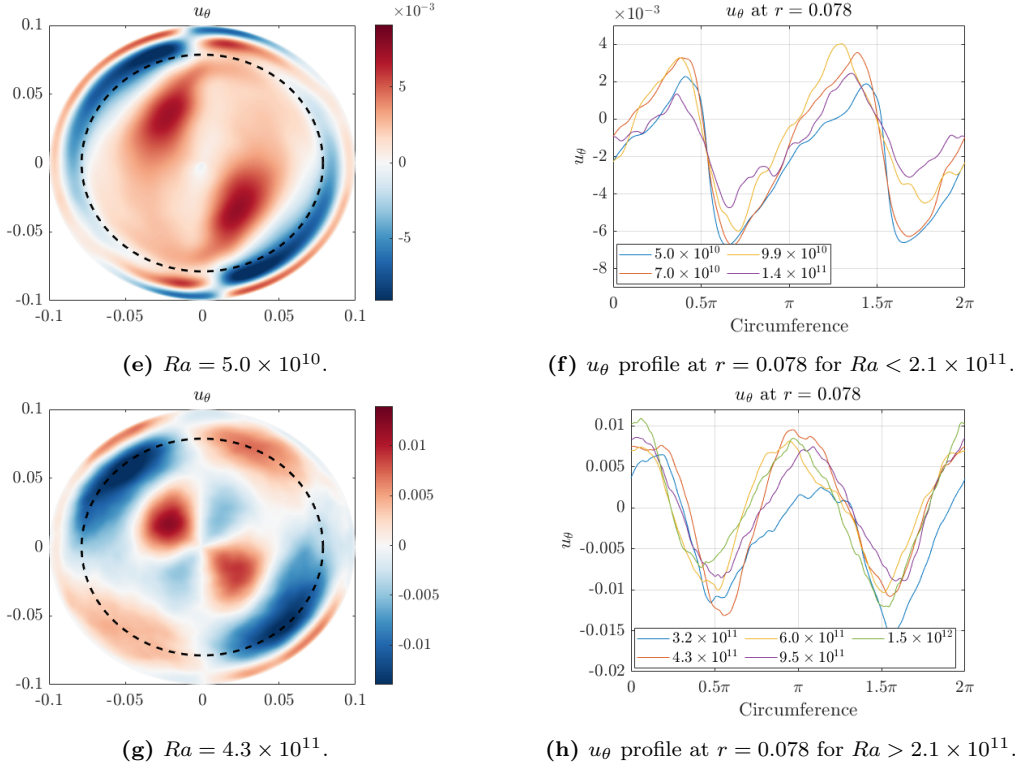 u_θ
×10^{-3}
0.1
0.05
0
-0.05
-0.1
-0.1 -0.05 0 0.05 0.1
5
0
-5
(e) Ra = 5.0 × 10^{10}.
u_θ at r = 0.078
×10^{-3}
4
2
0
-2
-4
-6
-8
u_θ
5.0 × 10^{10} 9.9 × 10^{10}
7.0 × 10^{10} 1.4 × 10^{11}
0 0.5π π 1.5π 2π
Circumference
(f) u_θ profile at r = 0.078 for Ra < 2.1 × 10^{11}.
u_θ
0.1
0.05
0
-0.05
-0.1
-0.1 -0.05 0 0.05 0.1
0.01
0.005
0
-0.005
-0.01
(g) Ra = 4.3 × 10^{11}.
u_θ at r = 0.078
0.01
0.005
0
-0.005
-0.01
-0.015
-0.02
u_θ
3.2 × 10^{11} 6.0 × 10^{11} 1.5 × 10^{12}
4.3 × 10^{11} 9.5 × 10^{11}
0 0.5π π 1.5π 2π
Circumference
(h) u_θ profile at r = 0.078 for Ra > 2.1 × 10^{11}.